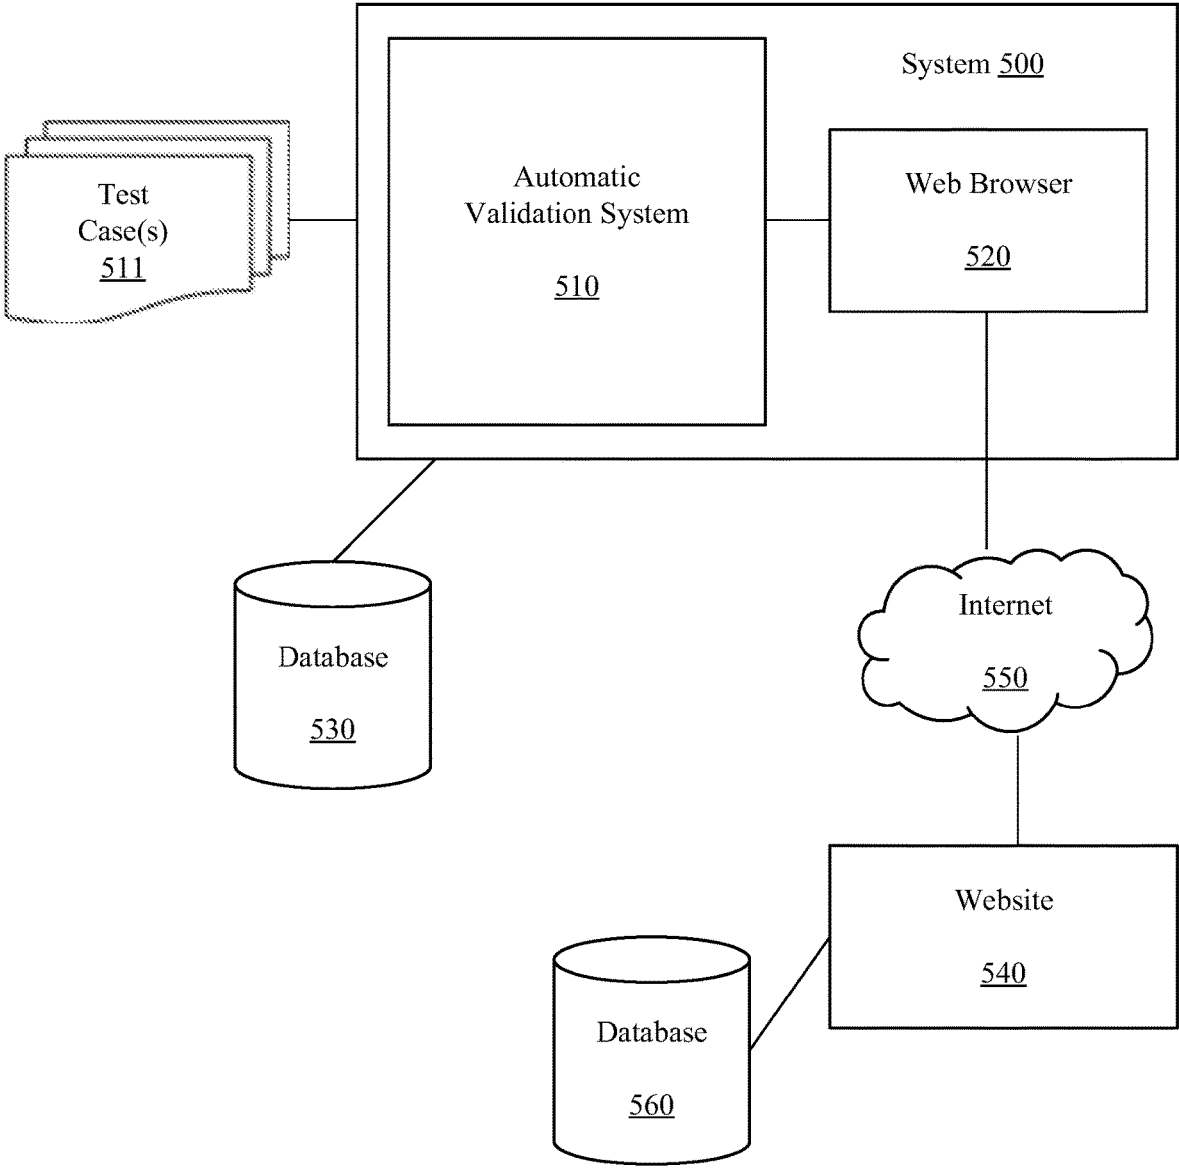 System 500
Test
Case(s)
511
Automatic
Validation System
510
Web Browser
520
Internet
550
Database
530
Website
540
Database
560